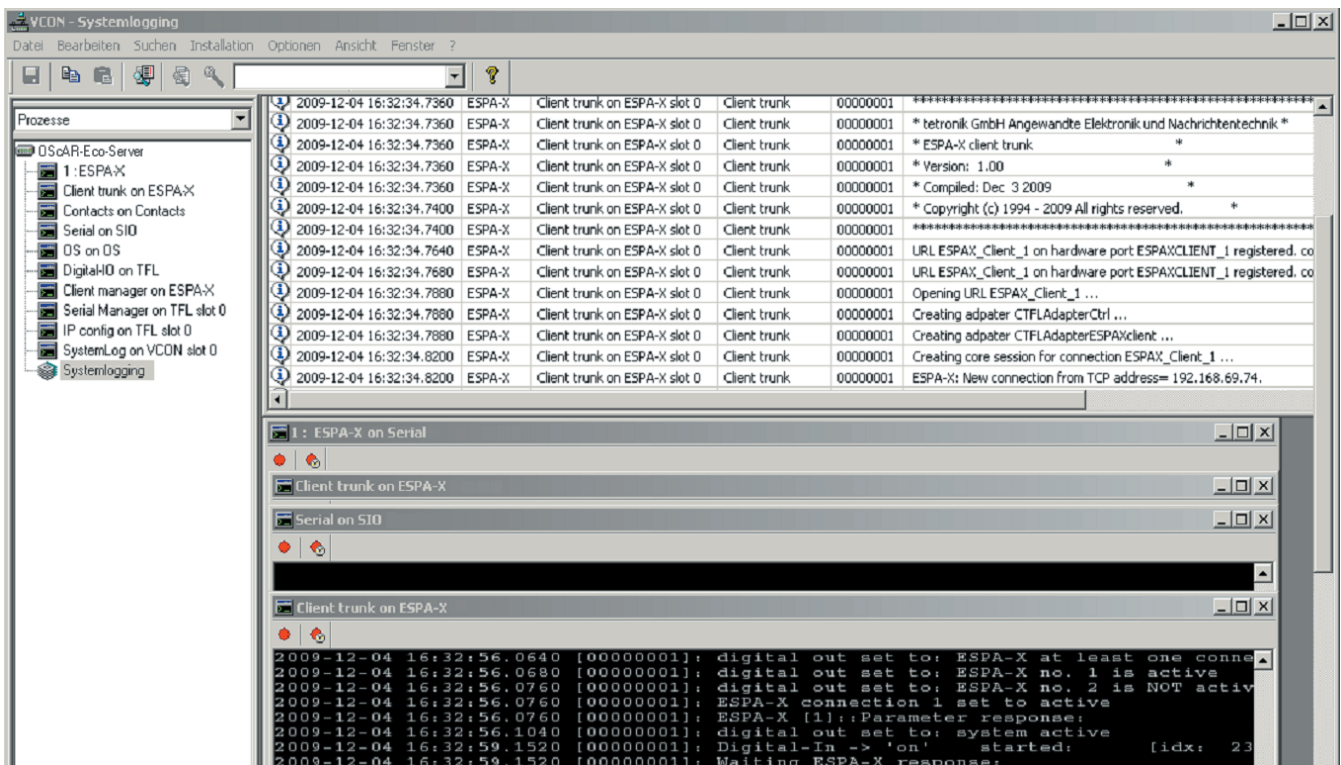 VCON - Systemlogging
Datei Bearbeiten Suchen Installation Optionen Ansicht Fenster ?
Prozesse
OScAR-Eco-Server
1 :ESPA-X
Client trunk on ESPA-X
Contacts on Contacts
Serial on SIO
OS on OS
Digital-IO on TFL
Client manager on ESPA-X
Serial Manager on TFL slot 0
IP config on TFL slot 0
SystemLog on VCON slot 0
Systemlogging
2009-12-04 16:32:34.7360 ESPA-X Client trunk on ESPA-X slot 0 Client trunk 00000001
2009-12-04 16:32:34.7360 ESPA-X Client trunk on ESPA-X slot 0 Client trunk 00000001 * tetronik GmbH Angewandte Elektronik und Nachrichtentechnik *
2009-12-04 16:32:34.7360 ESPA-X Client trunk on ESPA-X slot 0 Client trunk 00000001 * ESPA-X client trunk *
2009-12-04 16:32:34.7360 ESPA-X Client trunk on ESPA-X slot 0 Client trunk 00000001 * Version: 1.00 *
2009-12-04 16:32:34.7360 ESPA-X Client trunk on ESPA-X slot 0 Client trunk 00000001 * Compiled: Dec 3 2009 *
2009-12-04 16:32:34.7400 ESPA-X Client trunk on ESPA-X slot 0 Client trunk 00000001 * Copyright (c) 1994 - 2009 All rights reserved. *
2009-12-04 16:32:34.7400 ESPA-X Client trunk on ESPA-X slot 0 Client trunk 00000001
2009-12-04 16:32:34.7640 ESPA-X Client trunk on ESPA-X slot 0 Client trunk 00000001 URL ESPAX_Client_1 on hardware port ESPAXCLIENT_1 registered. co
2009-12-04 16:32:34.7680 ESPA-X Client trunk on ESPA-X slot 0 Client trunk 00000001 URL ESPAX_Client_1 on hardware port ESPAXCLIENT_1 registered. co
2009-12-04 16:32:34.7880 ESPA-X Client trunk on ESPA-X slot 0 Client trunk 00000001 Opening URL ESPAX_Client_1 ...
2009-12-04 16:32:34.7880 ESPA-X Client trunk on ESPA-X slot 0 Client trunk 00000001 Creating adpater CTFLAdapterCtrl ...
2009-12-04 16:32:34.7880 ESPA-X Client trunk on ESPA-X slot 0 Client trunk 00000001 Creating adpater CTFLAdapterESPAXclient ...
2009-12-04 16:32:34.8200 ESPA-X Client trunk on ESPA-X slot 0 Client trunk 00000001 Creating core session for connection ESPAX_Client_1 ...
2009-12-04 16:32:34.8200 ESPA-X Client trunk on ESPA-X slot 0 Client trunk 00000001 ESPA-X: New connection from TCP address= 192.168.69.74.
1 : ESPA-X on Serial
Client trunk on ESPA-X
Serial on SIO
Client trunk on ESPA-X
2009-12-04 16:32:56.0640 [00000001]: digital out set to: ESPA-X at least one conne
2009-12-04 16:32:56.0680 [00000001]: digital out set to: ESPA-X no. 1 is active
2009-12-04 16:32:56.0760 [00000001]: digital out set to: ESPA-X no. 2 is NOT activ
2009-12-04 16:32:56.0760 [00000001]: ESPA-X connection 1 set to active
2009-12-04 16:32:56.0760 [00000001]: ESPA-X [1]::Parameter response:
2009-12-04 16:32:56.1040 [00000001]: digital out set to: system active
2009-12-04 16:32:59.1520 [00000001]: Digital-In -> 'on' started: [idx: 23
2009-12-04 16:32:59.1520 [00000001]: Waiting ESPA-X response: